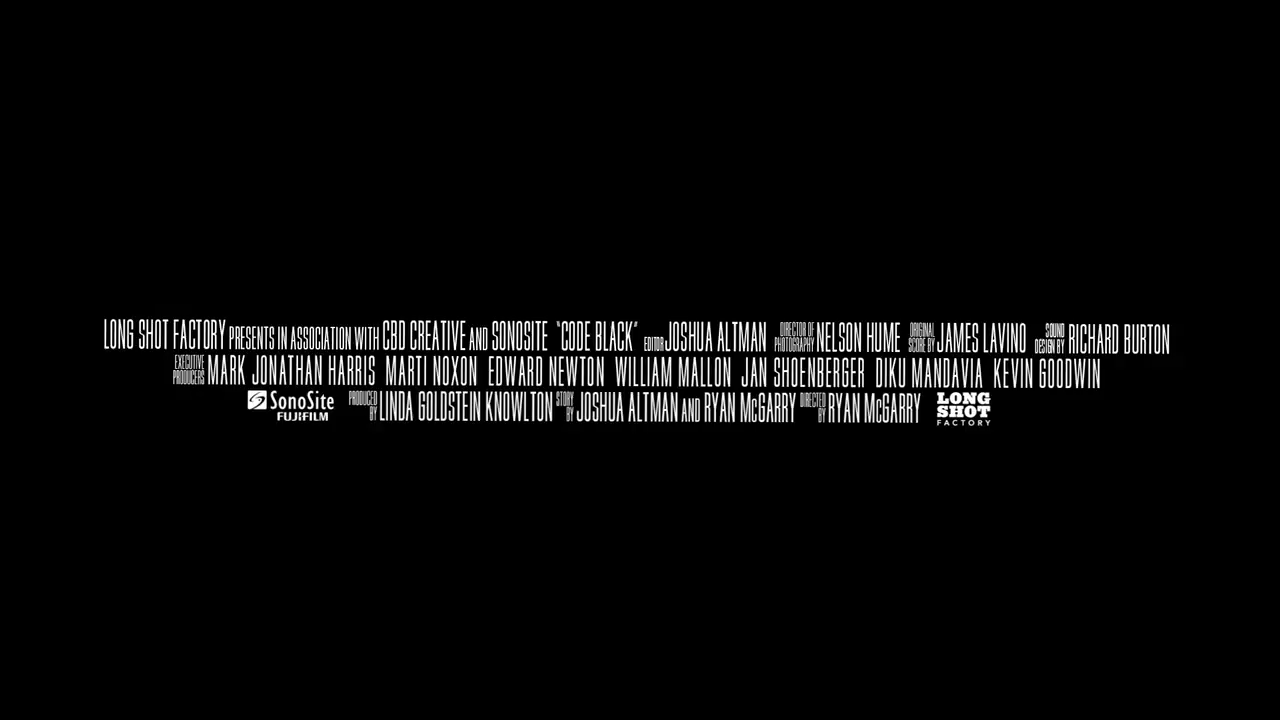 LONG SHOT FACTORY PRESENTS IN ASSOCIATION WITH CBD CREATIVE AND SONOSITE "CODE BLACK" EDITOR JOSHUA ALTMAN DIRECTOR OF PHOTOGRAPHY NELSON HUME ORIGINAL SCORE BY JAMES LAVINO SOUND DESIGN BY RICHARD BURTON
EXECUTIVE PRODUCERS MARK JONATHAN HARRIS MARTI NOXON EDWARD NEWTON WILLIAM MALLON JAN SHOENBERGER DIKU MANDAVIA KEVIN GOODWIN
SonoSite FUJIFILM PRODUCED BY LINDA GOLDSTEIN KNOWLTON STORY BY JOSHUA ALTMAN AND RYAN McGARRY DIRECTED BY RYAN McGARRY LONG SHOT FACTORY